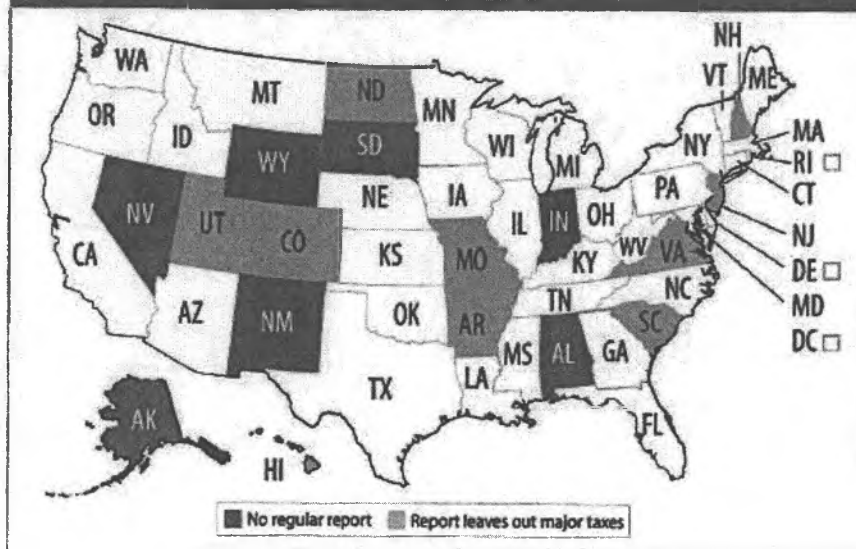 NH
WA
VT
ME
MT
ND
MN
OR
MA
ID
SD
WI
NY
WY
MI
RI
CT
NE
IA
PA
NV
UT
IL
IN
OH
NJ
CO
WV
VA
DE
CA
KS
MO
KY
MD
NC
TN
AZ
NM
OK
AR
SC
DC
MS
AL
GA
LA
TX
AK
FL
HI
No regular report
Report leaves out major taxes